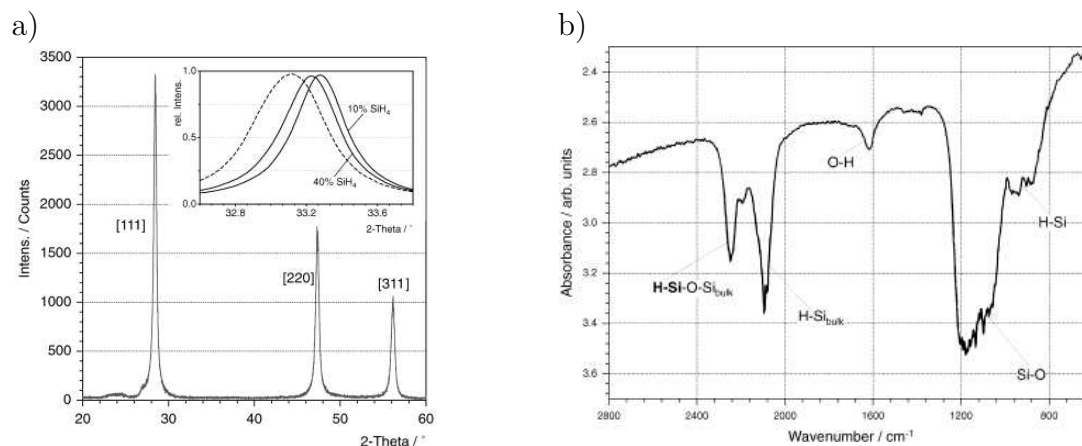 a)
3500
3000
2500
2000
1500
1000
500
0
Intens. / Counts
20
30
40
50
60
2-Theta / °
[111]
[220]
[311]
1.0
0.5
0.0
rel. Intens.
32.8
33.2
33.6
2-Theta / °
10% SiH4
40% SiH4
b)
2.4
2.6
2.8
3.0
3.2
3.4
3.6
Absorbance / arb. units
2800
2400
2000
1600
1200
800
Wavenumber / cm-1
O-H
H-Si
H-Si-O-Sibulk
H-Sibulk
Si-O